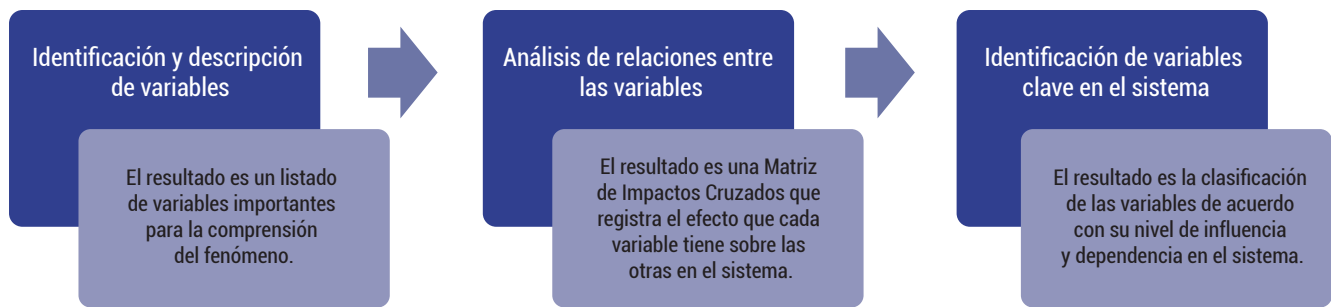 Identificación y descripción
de variables
El resultado es un listado
de variables importantes
para la comprensión
del fenómeno.
Análisis de relaciones entre
las variables
El resultado es una Matriz
de Impactos Cruzados que
registra el efecto que cada
variable tiene sobre las
otras en el sistema.
Identificación de variables
clave en el sistema
El resultado es la clasificación
de las variables de acuerdo
con su nivel de influencia
y dependencia en el sistema.